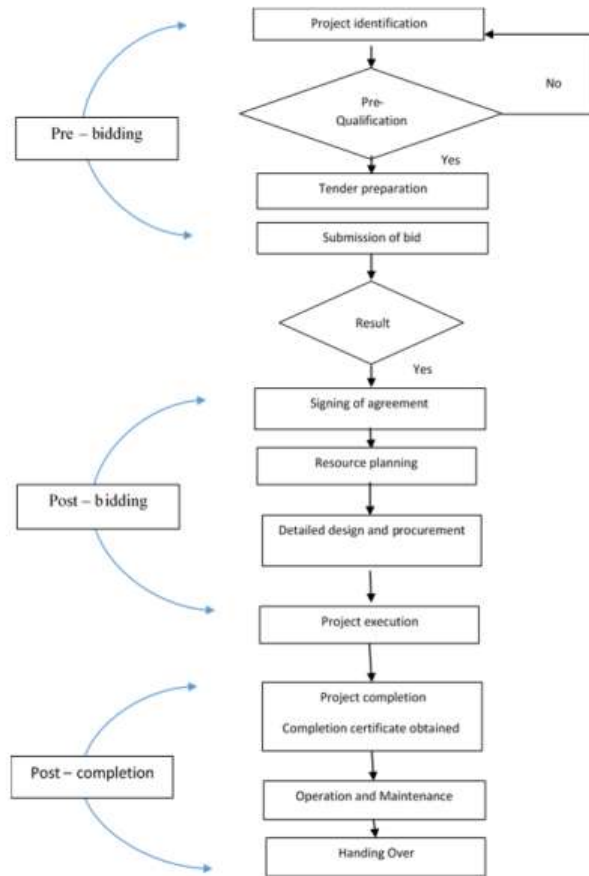 Project identification
No
Pre-
Qualification
Pre – bidding
Yes
Tender preparation
Submission of bid
Result
Yes
Signing of agreement
Resource planning
Post – bidding
Detailed design and procurement
Project execution
Project completion
Completion certificate obtained
Post – completion
Operation and Maintenance
Handing Over